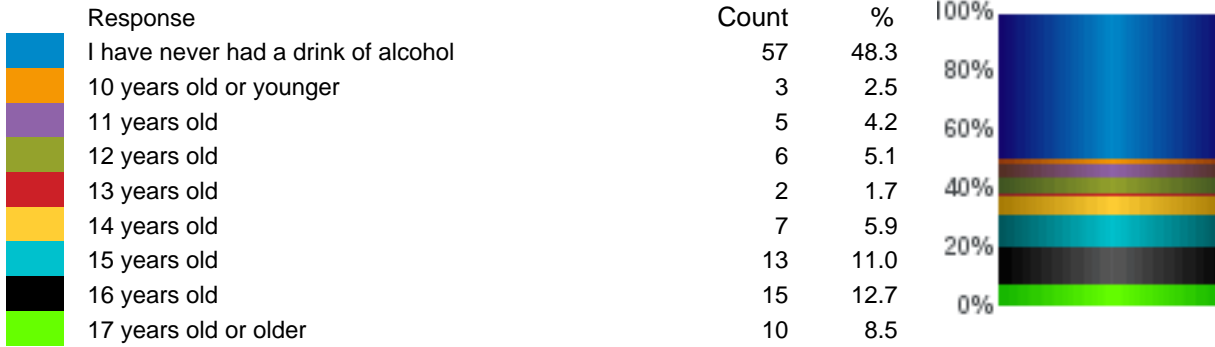 Response Count %
I have never had a drink of alcohol 57 48.3
10 years old or younger 3 2.5
11 years old 5 4.2
12 years old 6 5.1
13 years old 2 1.7
14 years old 7 5.9
15 years old 13 11.0
16 years old 15 12.7
17 years old or older 10 8.5
100%
80%
60%
40%
20%
0%